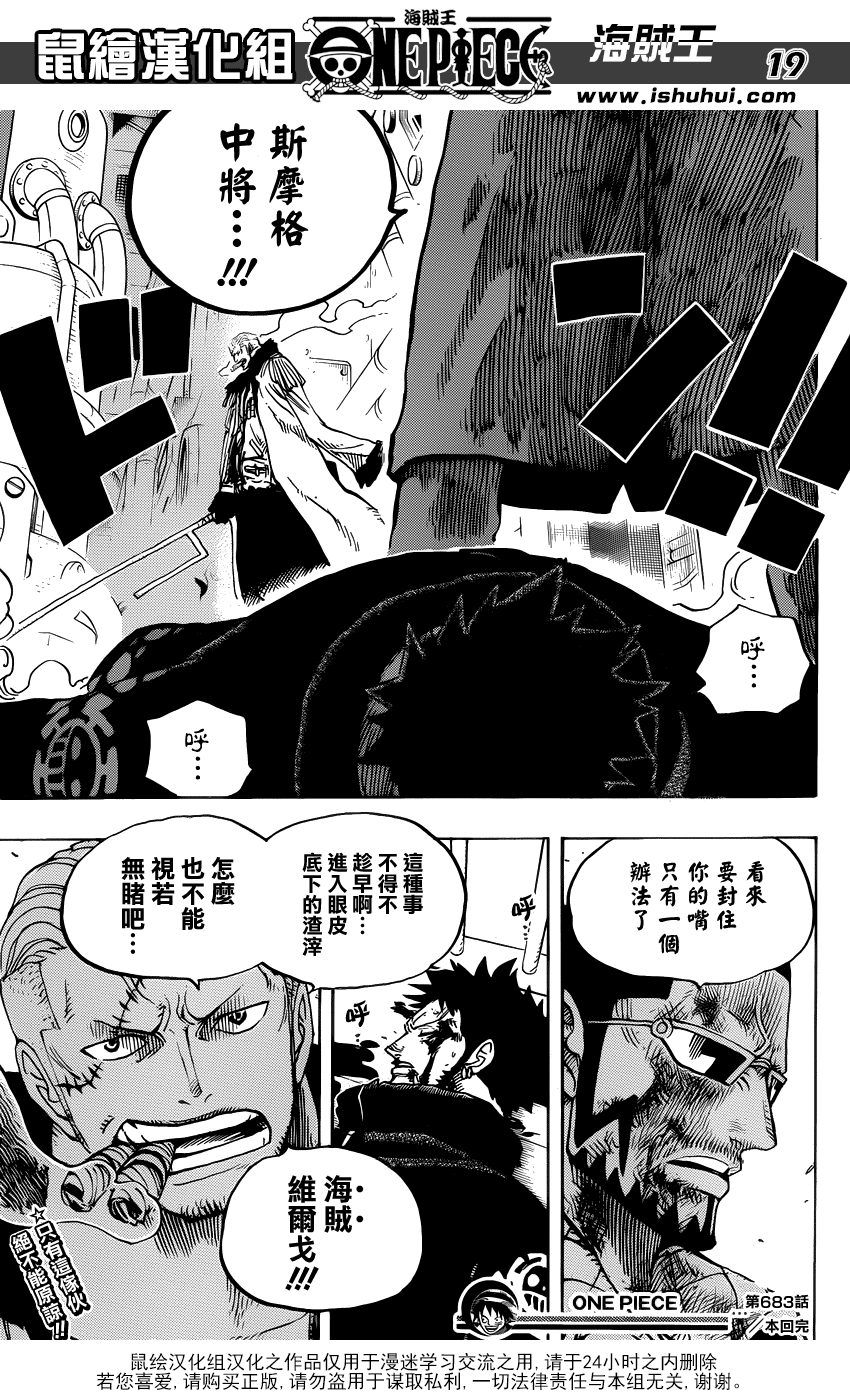 鼠繪漢化組
海賊王
ONE PIECE
海賊王
19
www.ishuhui.com
斯摩格
中將…!!!
ドン!!
呼…
呼…
看來
要封住
你的嘴
只有一個
辦法了
呼…
呼…
這種事
不得不
趁早啊…
進入眼皮
底下的渣滓
怎麼
也不能
視若
無賭吧…
海賊
維爾戈!!!
☆只有這傢伙
絕不能原諒!!
ONE PIECE
第683話
/本回完
鼠绘汉化组汉化之作品仅用于漫迷学习交流之用, 请于24小时之内删除
若您喜爱, 请购买正版, 请勿盗用于谋取私利, 一切法律责任与本组无关, 谢谢。